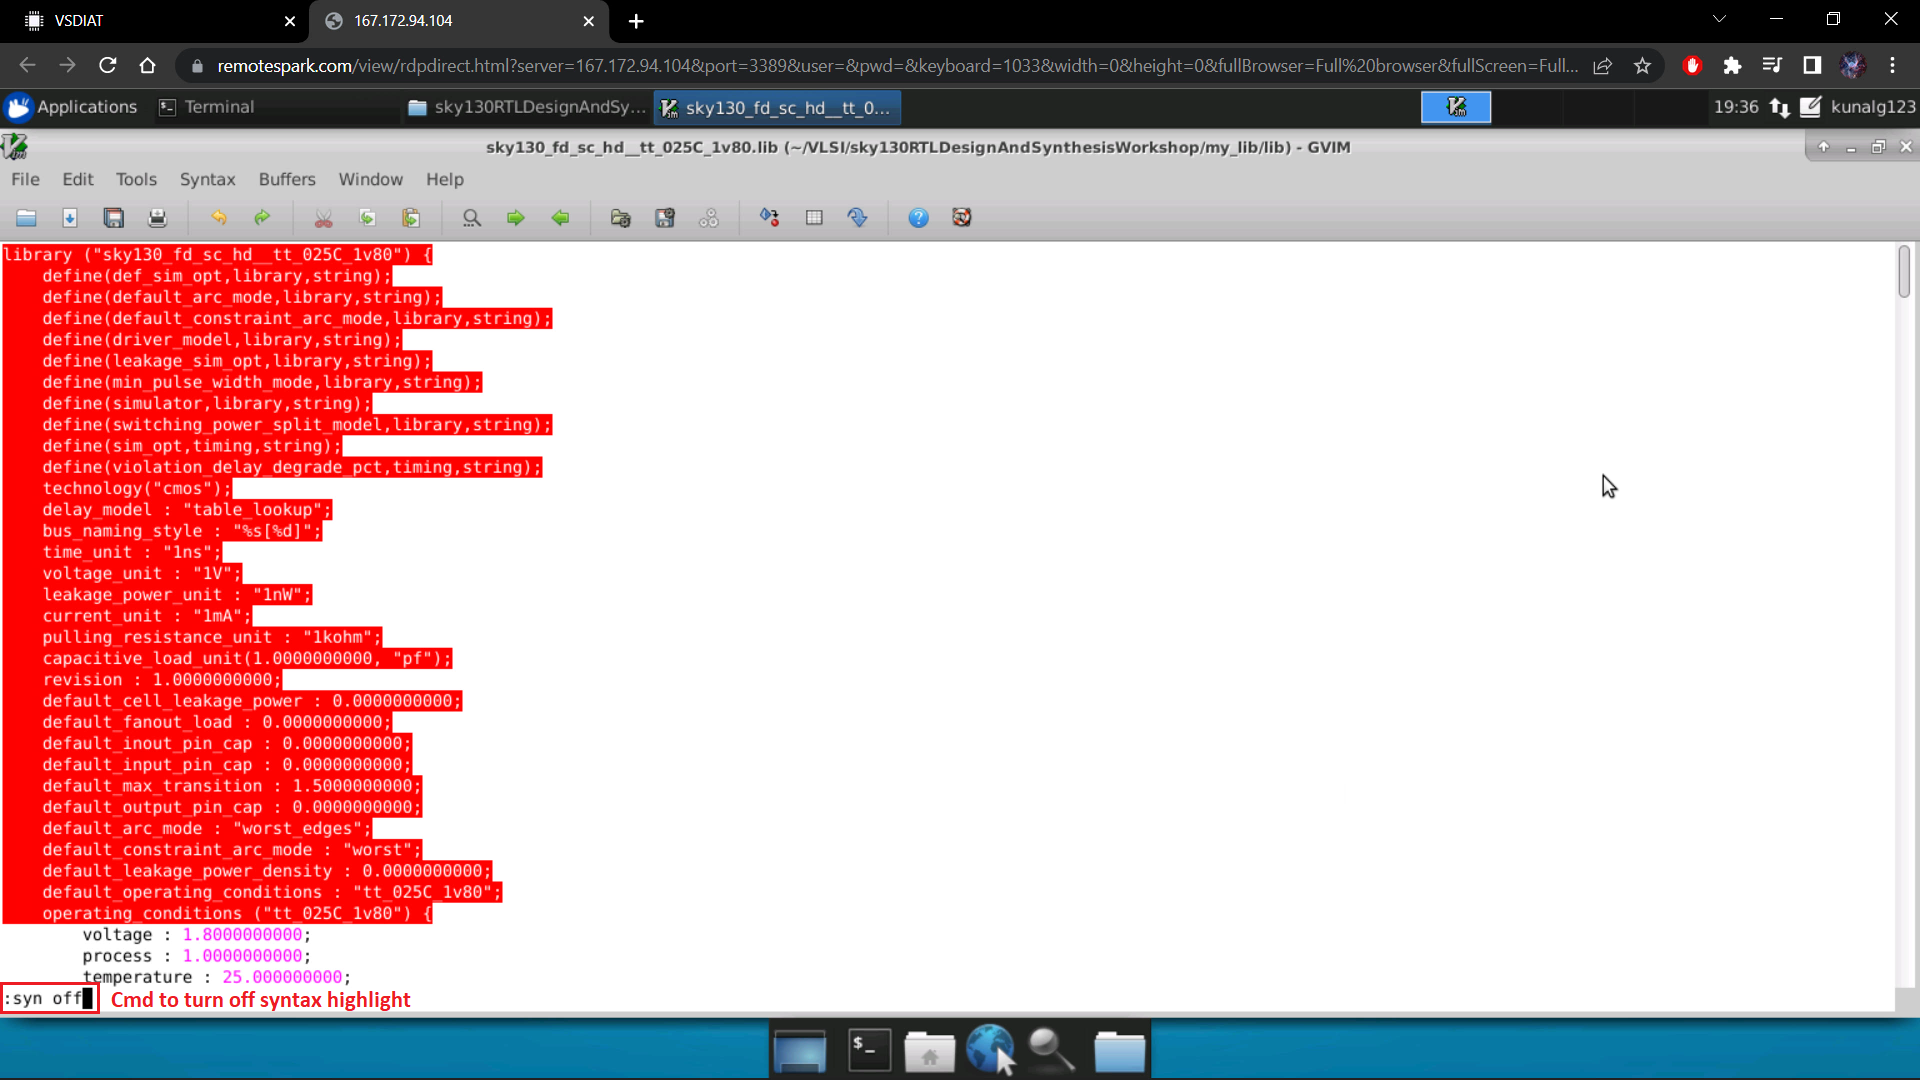 VSDIAT
167.172.94.104
remotespark.com/view/rdpdirect.html?server=167.172.94.104&port=3389&user=&pwd=&keyboard=1033&width=0&height=0&fullBrowser=Full%20browser&fullScreen=Full...
Applications Terminal sky130RTLDesignAndSy... sky130_fd_sc_hd__tt_0... 19:36 kunalg123
sky130_fd_sc_hd__tt_025C_1v80.lib (~/VLSI/sky130RTLDesignAndSynthesisWorkshop/my_lib/lib) - GVIM
File Edit Tools Syntax Buffers Window Help
library ("sky130_fd_sc_hd__tt_025C_1v80") {
define(def_sim_opt,library,string);
define(default_arc_mode,library,string);
define(default_constraint_arc_mode,library,string);
define(driver_model,library,string);
define(leakage_sim_opt,library,string);
define(min_pulse_width_mode,library,string);
define(simulator,library,string);
define(switching_power_split_model,library,string);
define(sim_opt,timing,string);
define(violation_delay_degrade_pct,timing,string);
technology("cmos");
delay_model : "table_lookup";
bus_naming_style : "%s[%d]";
time_unit : "1ns";
voltage_unit : "1V";
leakage_power_unit : "1nW";
current_unit : "1mA";
pulling_resistance_unit : "1kohm";
capacitive_load_unit(1.0000000000, "pf");
revision : 1.0000000000;
default_cell_leakage_power : 0.0000000000;
default_fanout_load : 0.0000000000;
default_inout_pin_cap : 0.0000000000;
default_input_pin_cap : 0.0000000000;
default_max_transition : 1.5000000000;
default_output_pin_cap : 0.0000000000;
default_arc_mode : "worst_edges";
default_constraint_arc_mode : "worst";
default_leakage_power_density : 0.0000000000;
default_operating_conditions : "tt_025C_1v80";
operating_conditions ("tt_025C_1v80") {
voltage : 1.8000000000;
process : 1.0000000000;
temperature : 25.000000000;
:syn off Cmd to turn off syntax highlight